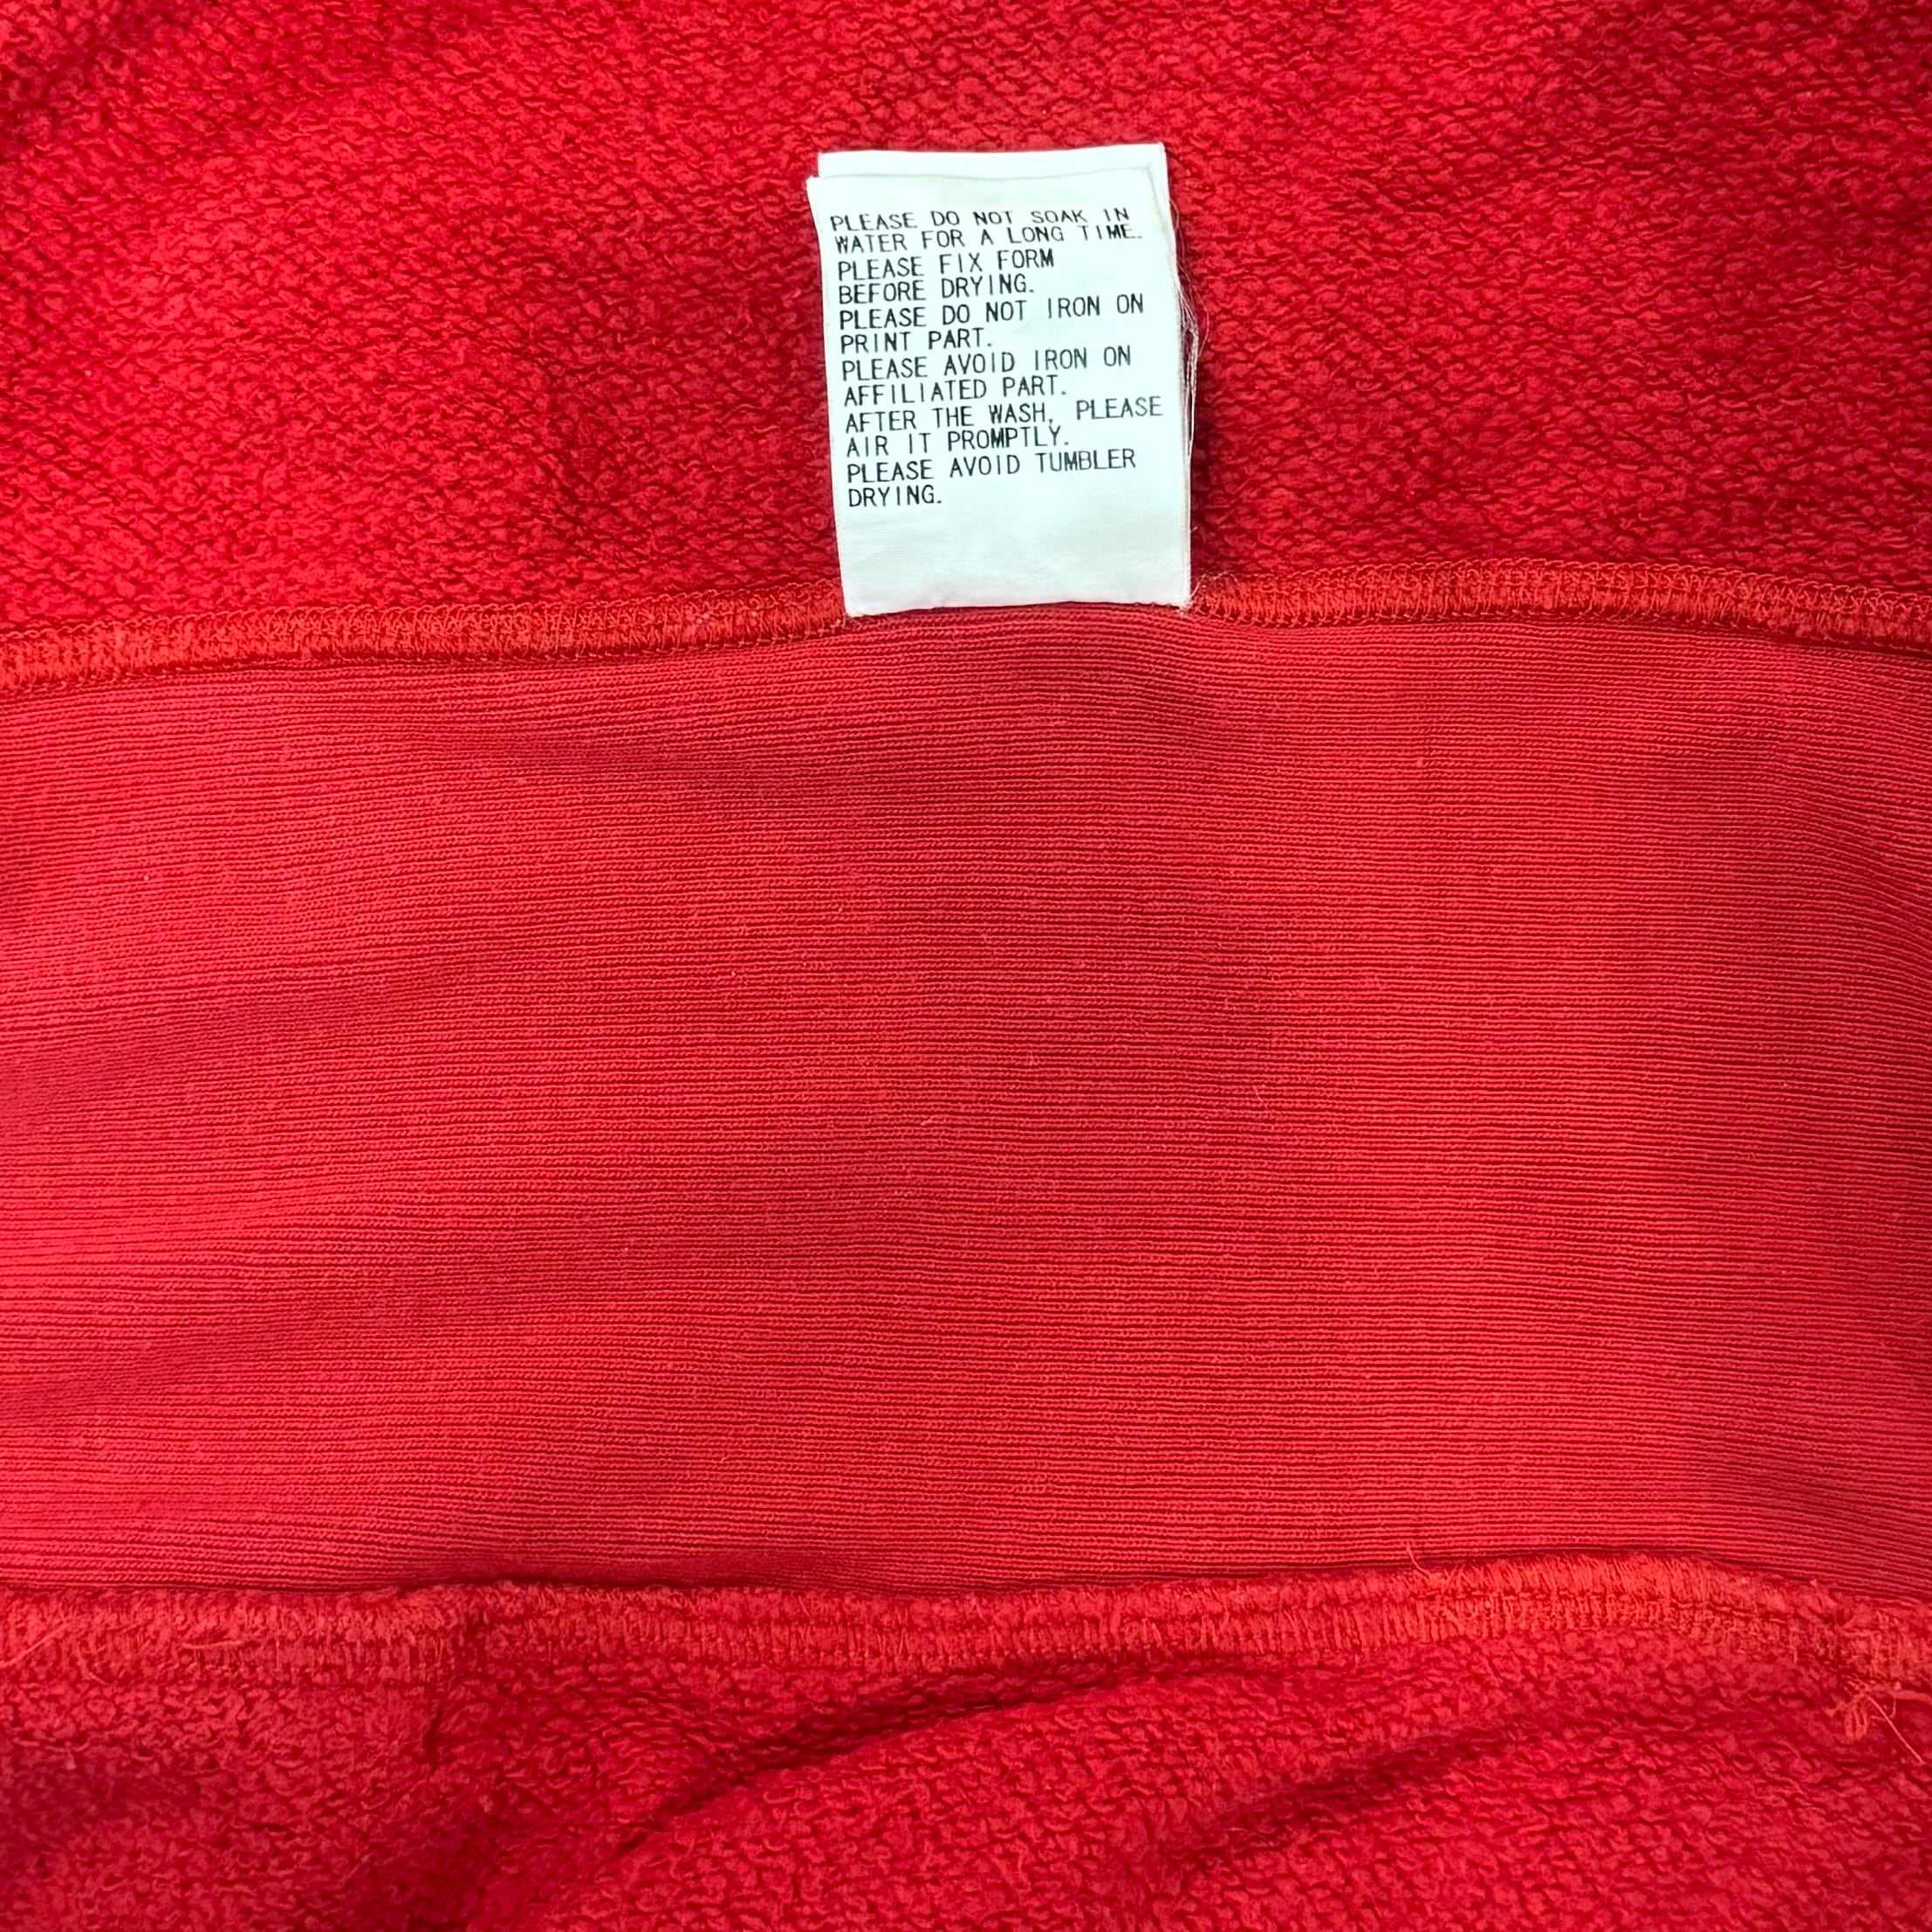 PLEASE DO NOT SOAK IN
WATER FOR A LONG TIME.
PLEASE FIX FORM
BEFORE DRYING.
PLEASE DO NOT IRON ON
PRINT PART.
PLEASE AVOID IRON ON
AFFILIATED PART.
AFTER THE WASH, PLEASE
AIR IT PROMPTLY.
PLEASE AVOID TUMBLER
DRYING.